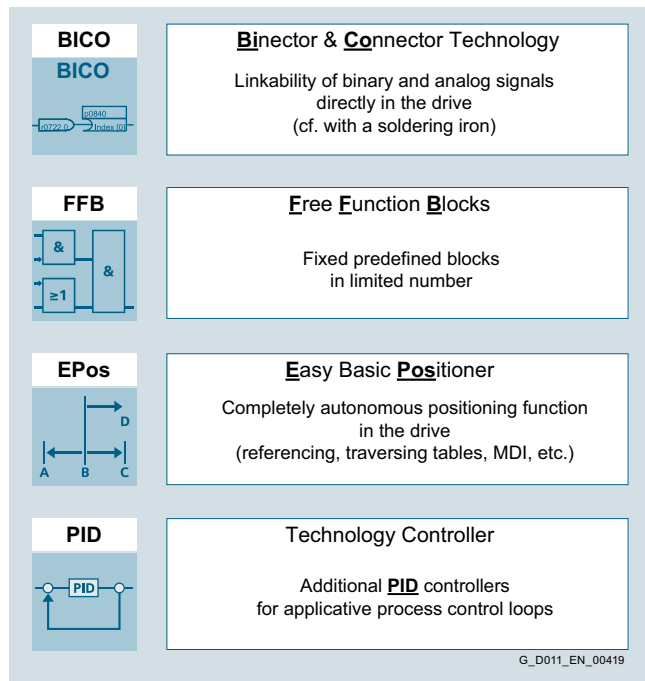 BICO
Binector & Connector Technology
BICO
Linkability of binary and analog signals
directly in the drive
(cf. with a soldering iron)
p0840
r0722.0
Index [0]
FFB
Free Function Blocks
&
&
≥1
Fixed predefined blocks
in limited number
EPos
Easy Basic Positioner
D
A B C
Completely autonomous positioning function
in the drive
(referencing, traversing tables, MDI, etc.)
PID
Technology Controller
PID
Additional PID controllers
for applicative process control loops
G_D011_EN_00419